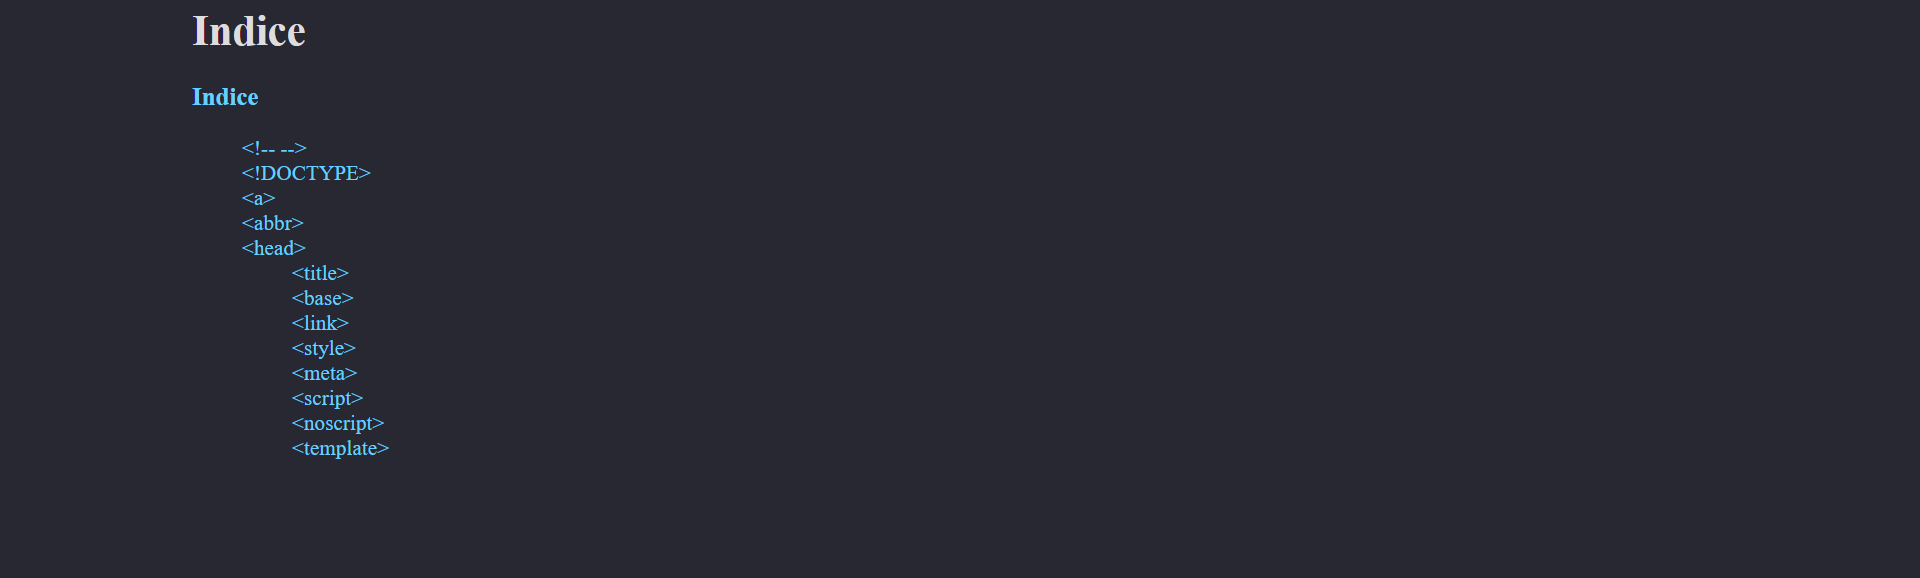 Indice
Indice
<!-- -->
<!DOCTYPE>
<a>
<abbr>
<head>
<title>
<base>
<link>
<style>
<meta>
<script>
<noscript>
<template>